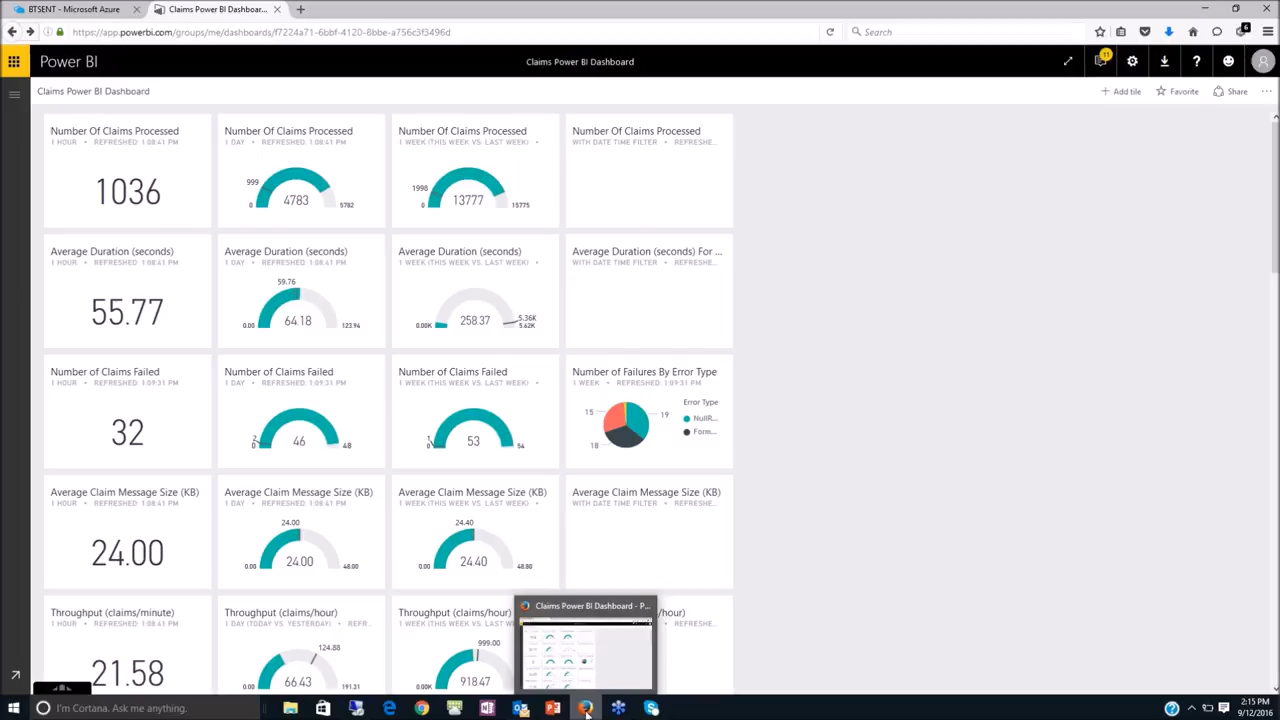 BTSENT - Microsoft Azure
Claims Power BI Dashboar...
https://app.powerbi.com/groups/me/dashboards/f7224a71-6bbf-4120-8bbe-a756c3f3496d
Search
6
Power BI
Claims Power BI Dashboard
11
Claims Power BI Dashboard
Add tile
Favorite
Share
Number Of Claims Processed
1 HOUR • REFRESHED: 1:08:41 PM
1036
Number Of Claims Processed
1 DAY • REFRESHED: 1:08:41 PM
999
0
4783
5782
Number Of Claims Processed
1 WEEK (THIS WEEK VS. LAST WEEK) •
1998
0
13777
15775
Number Of Claims Processed
WITH DATE TIME FILTER • REFRESHE...
Average Duration (seconds)
1 HOUR • REFRESHED: 1:08:41 PM
55.77
Average Duration (seconds)
1 DAY • REFRESHED: 1:08:41 PM
59.76
0.00
64.18
123.94
Average Duration (seconds)
1 WEEK (THIS WEEK VS. LAST WEEK) •
0.00K
258.37
5.36K
5.62K
Average Duration (seconds) For ...
WITH DATE TIME FILTER • REFRESHE...
Number of Claims Failed
1 HOUR • REFRESHED: 1:09:31 PM
32
Number of Claims Failed
1 DAY • REFRESHED: 1:09:31 PM
2
0
46
48
Number of Claims Failed
1 WEEK (THIS WEEK VS. LAST WEEK) •
1
0
53
54
Number of Failures By Error Type
1 WEEK • REFRESHED: 1:09:31 PM
15
19
18
Error Type
NullR...
Form...
Average Claim Message Size (KB)
1 HOUR • REFRESHED: 1:08:41 PM
24.00
Average Claim Message Size (KB)
1 DAY • REFRESHED: 1:08:41 PM
24.00
0.00
24.00
48.00
Average Claim Message Size (KB)
1 WEEK (THIS WEEK VS. LAST WEEK) •
24.40
0.00
24.40
48.80
Average Claim Message Size (KB)
WITH DATE TIME FILTER • REFRESHE...
Throughput (claims/minute)
1 HOUR • REFRESHED: 1:08:41 PM
21.58
Throughput (claims/hour)
1 DAY (TODAY VS. YESTERDAY) • REFR...
124.88
0.00
66.43
191.31
Throughput (claims/hour)
1 WEEK (THIS WEEK VS. LAST WEEK) •
999.00
0.00K
918.47
/hour)
REFRESHE...
Claims Power BI Dashboard - P...
I'm Cortana. Ask me anything.
2:15 PM
9/12/2016